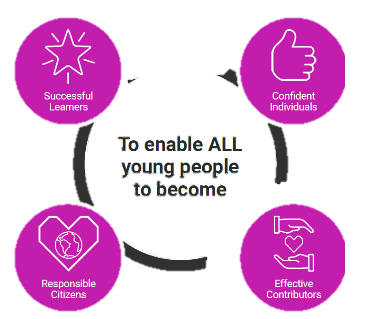 Successful
Learners
Confident
Individuals
To enable ALL
young people
to become
Responsible
Citizens
Effective
Contributors